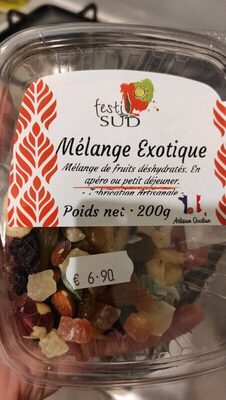 festi
SUD
Mélange Exotique
Mélange de fruits déshydratés. En
apéro ou petit déjeuner.
- Fabrication Artisanale -
Poids net · 200g
Artisan Occitan
€ 6.90